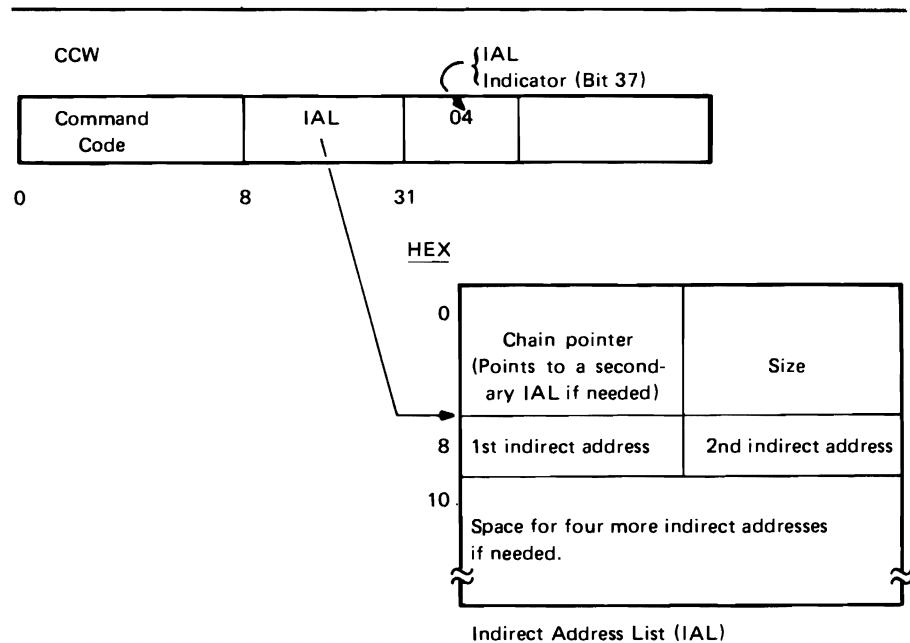 CCW
IAL
Indicator (Bit 37)
Command
Code
IAL
04
0
8
31
HEX
0
Chain pointer
(Points to a second-
ary IAL if needed)
Size
8
1st indirect address
2nd indirect address
10
Space for four more indirect addresses
if needed.
Indirect Address List (IAL)